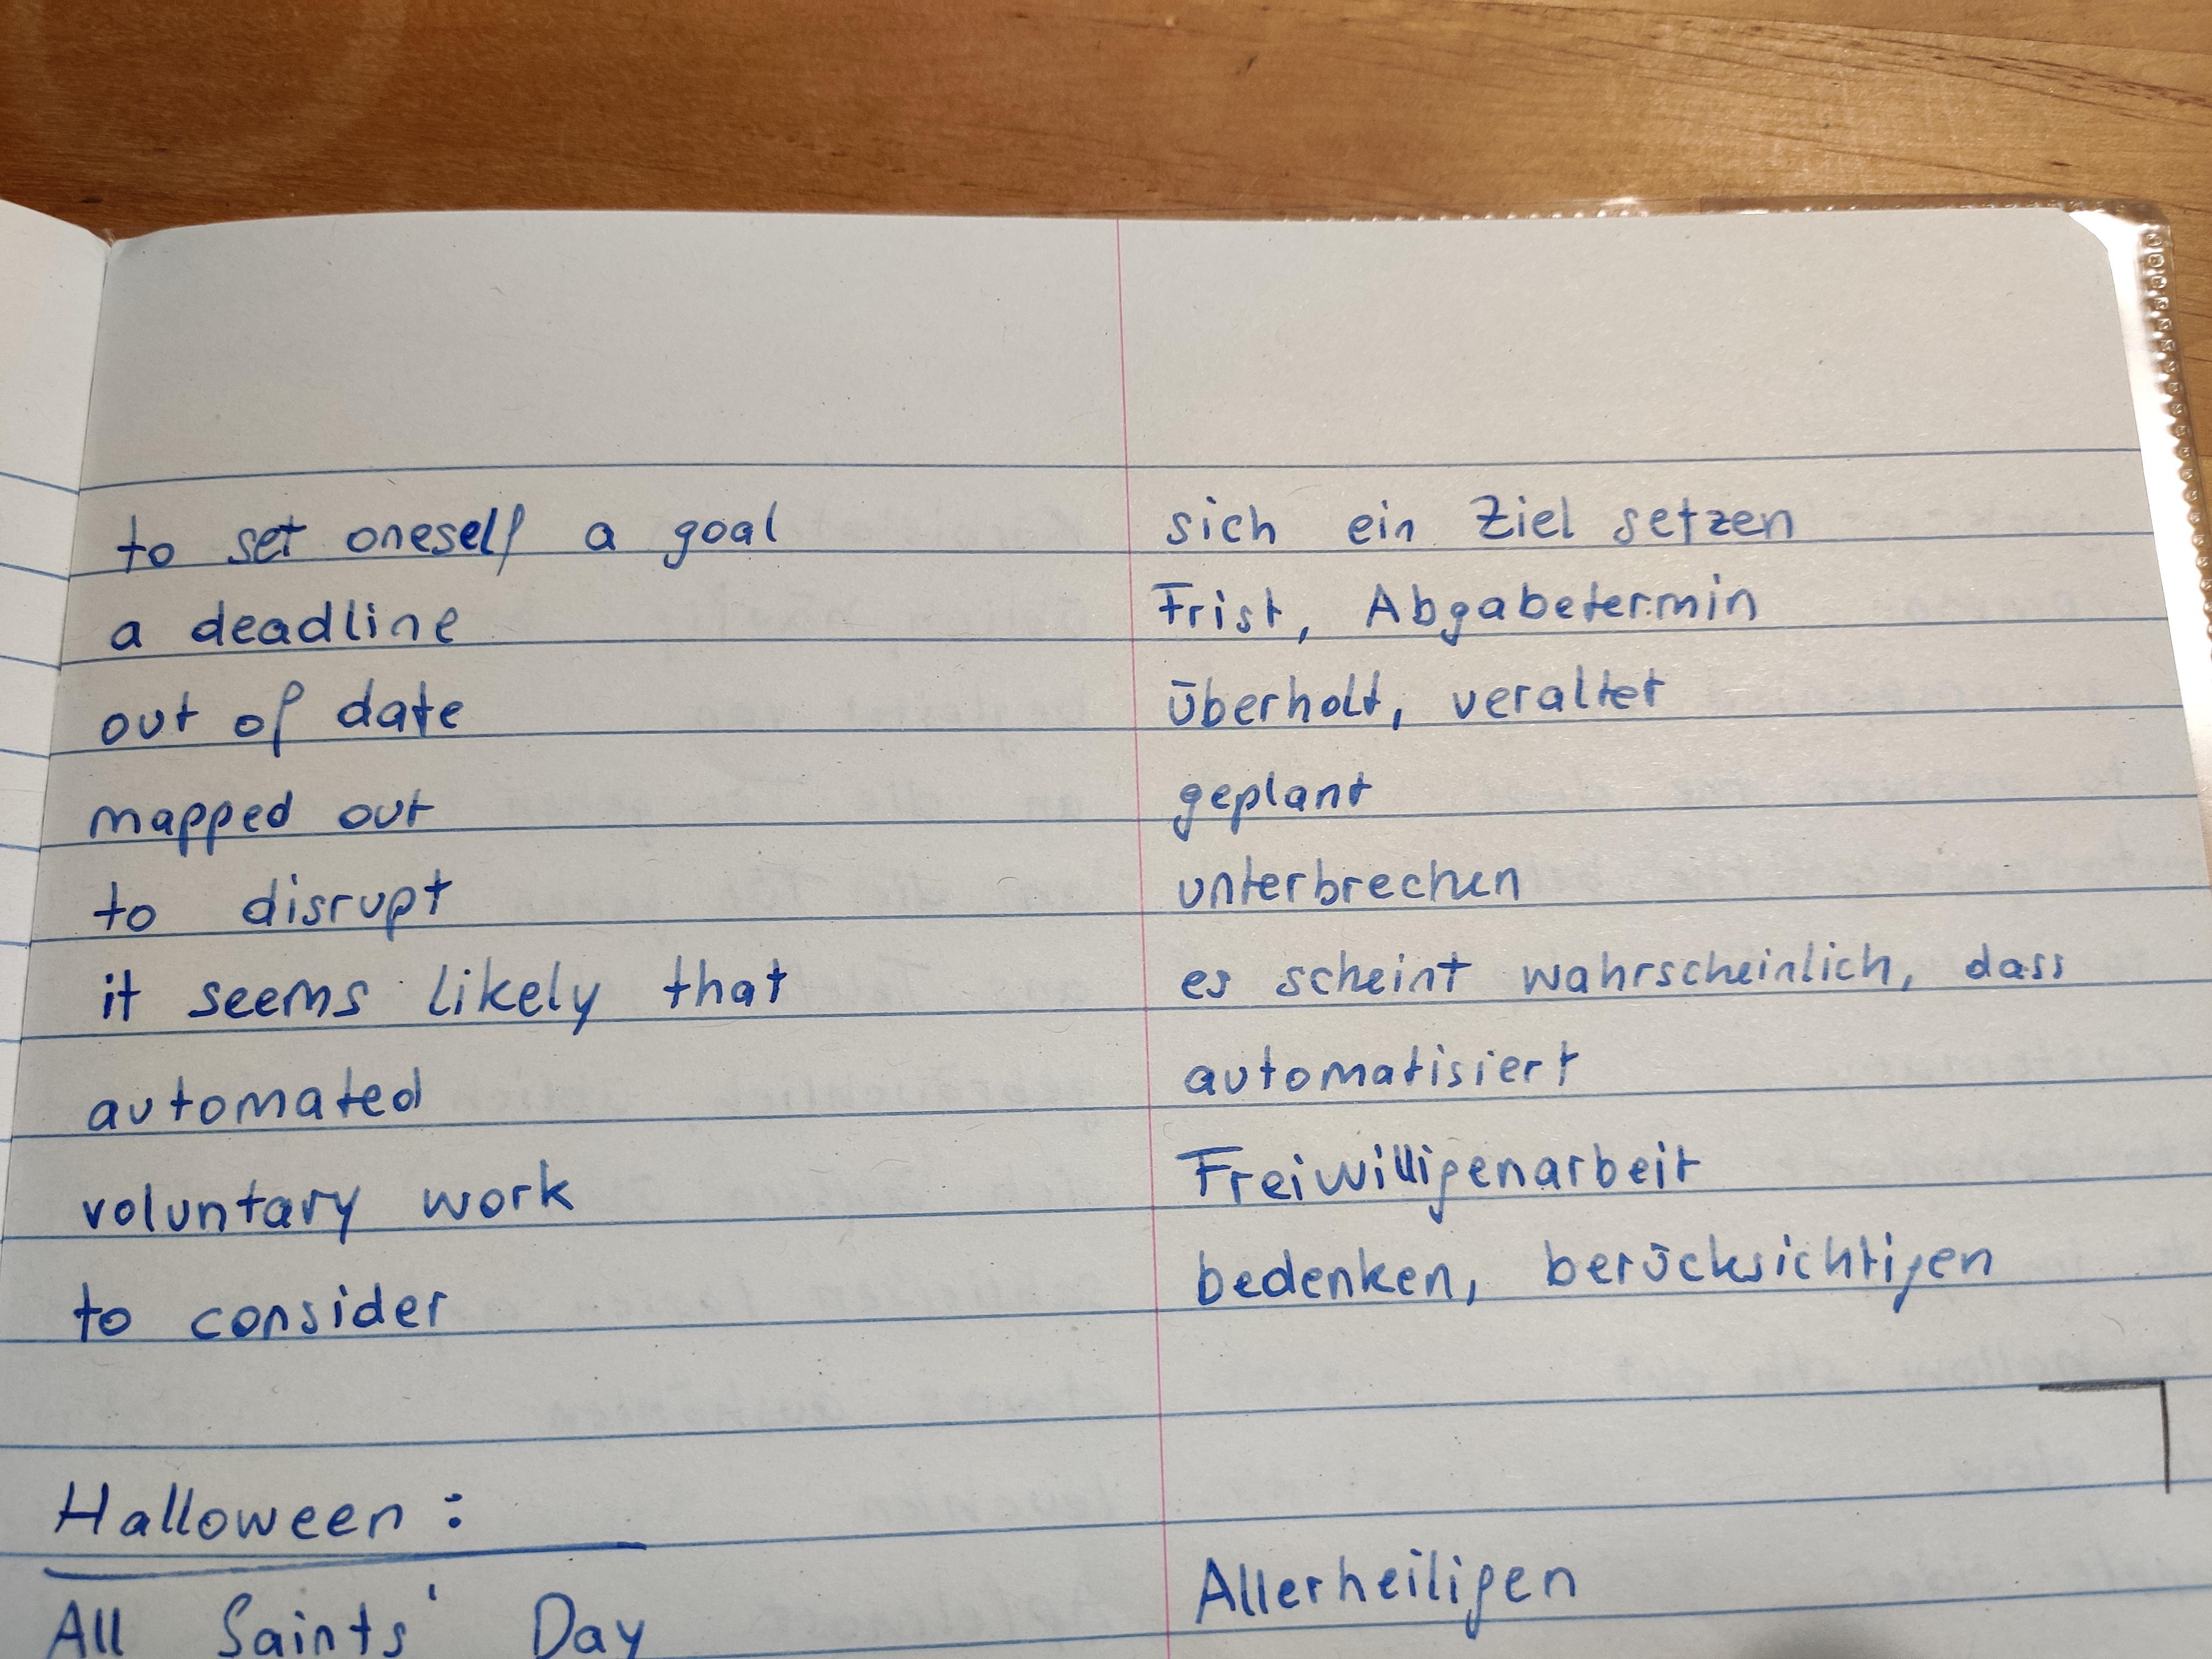 to set oneself a goal sich ein Ziel setzen
a deadline Frist, Abgabetermin
out of date überholt, veraltet
mapped out geplant
to disrupt unterbrechen
it seems likely that es scheint wahrscheinlich, dass
automated automatisiert
voluntary work Freiwilligenarbeit
to consider bedenken, berücksichtigen
Halloween:
All Saints' Day Allerheiligen